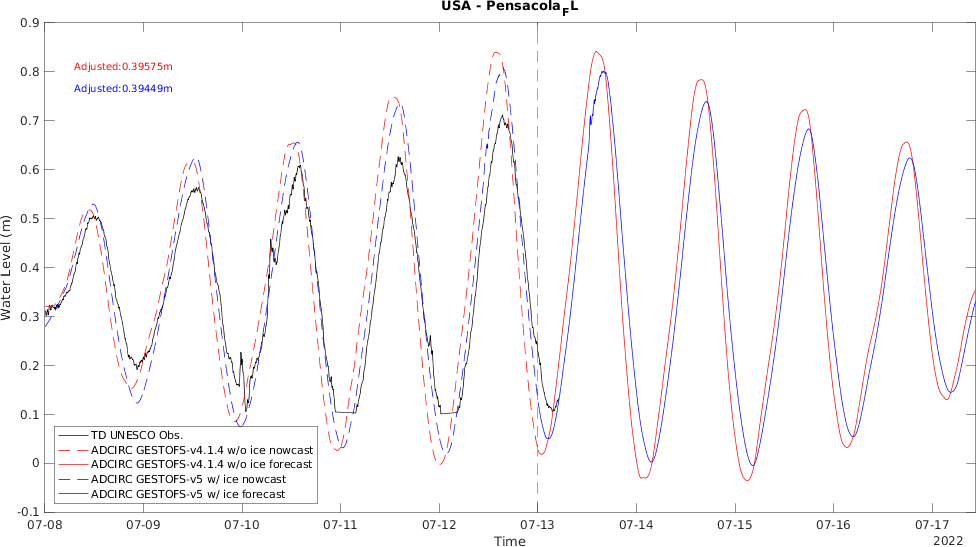 USA - Pensacola_FL
Adjusted:0.39575m
Adjusted:0.39449m
Water Level (m)
0.9
0.8
0.7
0.6
0.5
0.4
0.3
0.2
0.1
0
-0.1
TD UNESCO Obs.
ADCIRC GESTOFS-v4.1.4 w/o ice nowcast
ADCIRC GESTOFS-v4.1.4 w/o ice forecast
ADCIRC GESTOFS-v5 w/ ice nowcast
ADCIRC GESTOFS-v5 w/ ice forecast
07-08 07-09 07-10 07-11 07-12 07-13 07-14 07-15 07-16 07-17
Time
2022